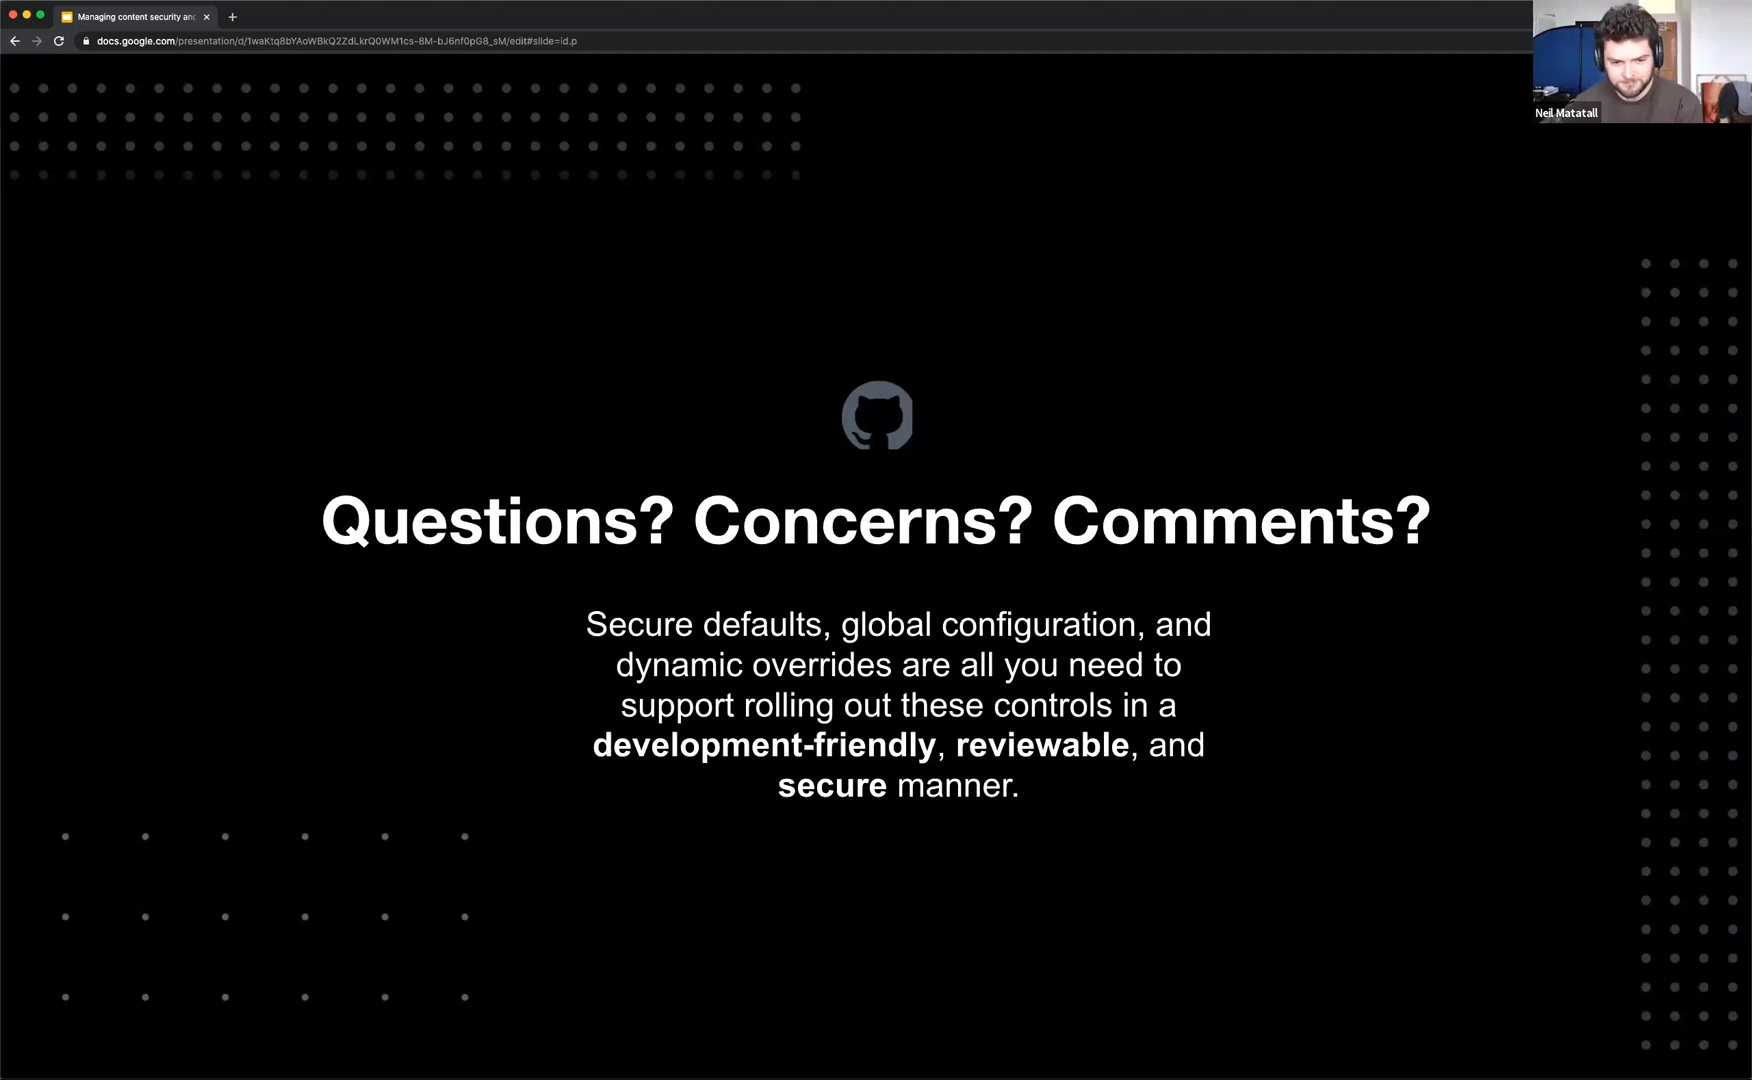 Managing content security an
docs.google.com/presentation/d/1waKtq8bYAoWBkQ2ZdLkrQ0WM1cs-8M-bJ6nf0pG8_sM/edit#slide=id.p
Neil Matatall
Questions? Concerns? Comments?
Secure defaults, global configuration, and
dynamic overrides are all you need to
support rolling out these controls in a
development-friendly, reviewable, and
secure manner.